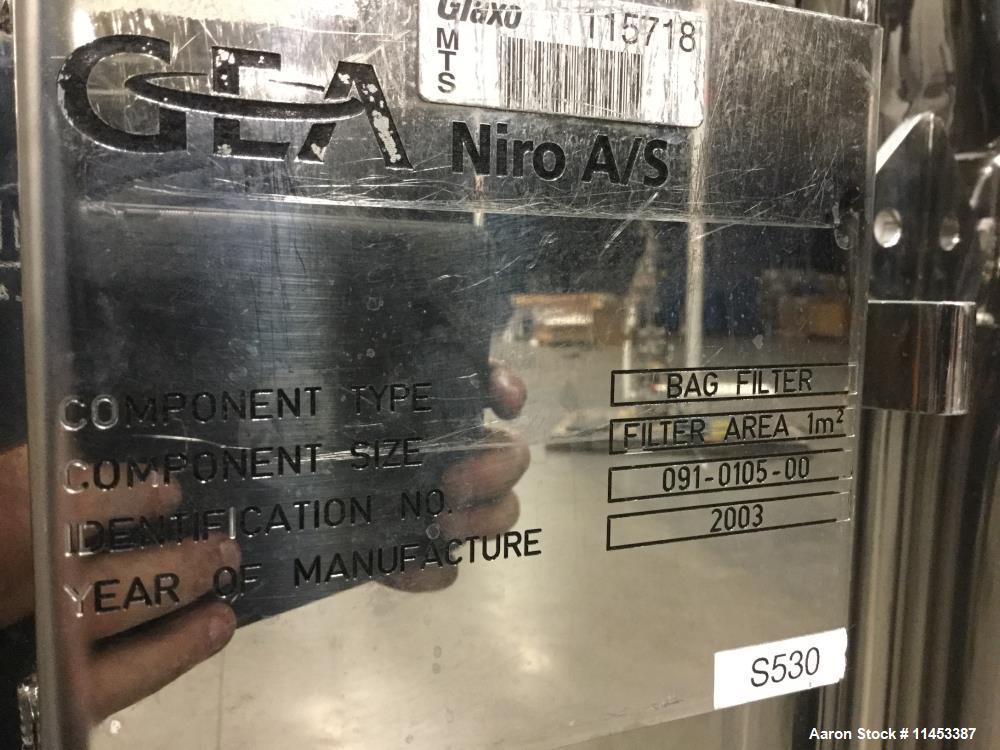 Glaxo 115718
MTS
GEA Niro A/S
COMPONENT TYPE BAG FILTER
COMPONENT SIZE FILTER AREA 1m²
IDENTIFICATION NO. 091-0105-00
YEAR OF MANUFACTURE 2003
S530
Aaron Stock # 11453387